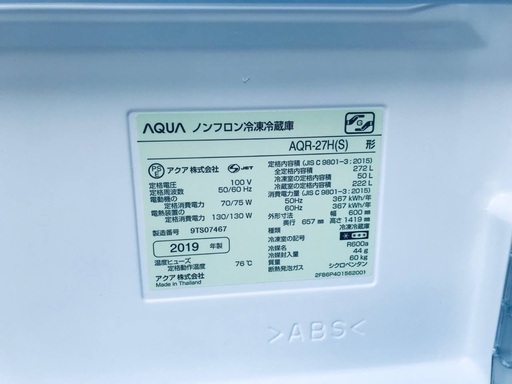 AQUA ノンフロン冷凍冷蔵庫
AQR-27H(S) 形
PSE JET
アクア株式会社
定格電圧 100 V
定格周波数 50/60 Hz
電動機の定格消費電力 70/75 W
電熱装置の定格消費電力 130/130 W
製造番号 9TS07467
2019 年製
温度ヒューズ定格動作温度 76℃
アクア株式会社
Made in Thailand
定格内容積 (JIS C 9801-3:2015)
全定格内容積 272 L
冷凍室の定格内容積 50 L
冷蔵室の定格内容積 222 L
消費電力量 (JIS C 9801-3:2015)
50Hz 367 kWh/年
60Hz 367 kWh/年
外形寸法 幅 600 mm
奥行 657 mm 高さ 1419 mm
種類 冷凍冷蔵庫
冷凍室の記号
冷媒 R600a
冷媒封入量 44 g
質量 60 kg
断熱発泡ガス シクロペンタン
2FB6P401562001
>ABS<